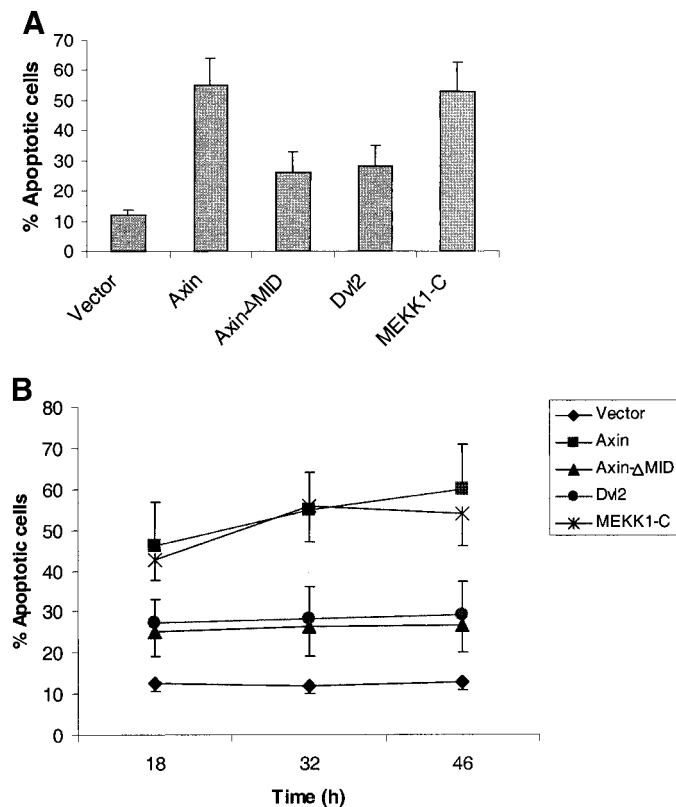 A
% Apoptotic cells
70
60
50
40
30
20
10
0
Vector
Axin
Axin-ΔMID
Dvl2
MEKK1-C
B
% Apoptotic cells
80
70
60
50
40
30
20
10
0
18
32
46
Time (h)
Vector
Axin
Axin-ΔMID
Dvl2
MEKK1-C